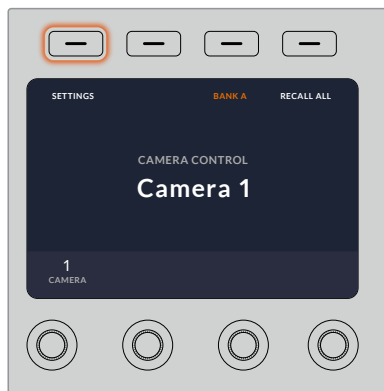 SETTINGS BANK A RECALL ALL
CAMERA CONTROL
Camera 1
1
CAMERA